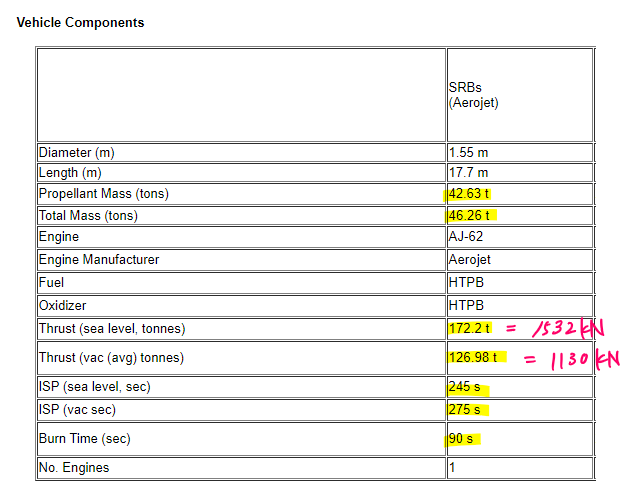 Vehicle Components
SRBs
(Aerojet)
Diameter (m) 1.55 m
Length (m) 17.7 m
Propellant Mass (tons) 42.63 t
Total Mass (tons) 46.26 t
Engine AJ-62
Engine Manufacturer Aerojet
Fuel HTPB
Oxidizer HTPB
Thrust (sea level, tonnes) 172.2 t = 1532 kN
Thrust (vac (avg) tonnes) 126.98 t = 1130 kN
ISP (sea level, sec) 245 s
ISP (vac sec) 275 s
Burn Time (sec) 90 s
No. Engines 1